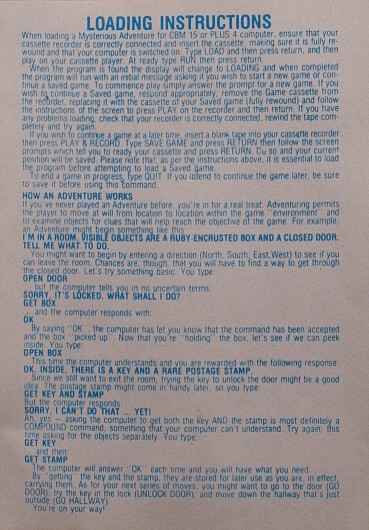 LOADING INSTRUCTIONS
When loading a Mysterious Adventure for CBM 15 or PLUS 4 computer, ensure that your
cassette recorder is correctly connected and insert the cassette, making sure it is fully re-
wound and that your computer is switched on. Type LOAD and then press return, and then
play on your cassette player. At ready type RUN then press return.
When the program is found the display will change to LOADING and when completed
the program will run with an initial message asking if you wish to start a new game or con-
tinue a saved game. To commence play simply answer the prompt for a new game. If you
wish to continue a Saved game, respond appropriately, remove the game cassette from
the recorder, replacing it with the cassette of your Saved game (fully rewound) and follow
the instructions of the screen to press PLAY on the recorder and then return. If you have
any problems loading, check that your recorder is correctly connected, rewind the tape com-
pletely and try again.
If you wish to continue a game at a later time, insert a blank tape into your cassette recorder
then press PLAY & RECORD. Type SAVE GAME and press RETURN then follow the screen
prompts which tell you to ready your cassette and press RETURN. Do so and your current
position will be saved. Please note that, as per the instructions above, it is essential to load
the program before attempting to load a Saved game.
To end a game in progress, type QUIT. If you intend to continue the game later, be sure
to save it before using this command.
HOW AN ADVENTURE WORKS
If you've never played an Adventure before, you're in for a real treat. Adventuring permits
the player to move at will from location to location within the game "environment" and
to examine objects for clues that will help reach the objective of the game. For example,
an Adventure might begin something like this:
I'M IN A ROOM. VISIBLE OBJECTS ARE A RUBY-ENCRUSTED BOX AND A CLOSED DOOR.
TELL ME WHAT TO DO.
You might want to begin by entering a direction (North, South, East, West) to see if you
can leave the room. Chances are, though, that you will have to find a way to get through
the closed door. Let's try something basic. You type:
OPEN DOOR
but the computer tells you in no uncertain terms:
SORRY, IT'S LOCKED. WHAT SHALL I DO?
GET BOX
and the computer responds with:
OK
By saying "OK", the computer has let you know that the command has been accepted
and the box "picked up". Now that you're "holding" the box, let's see if we can peek
inside. You type:
OPEN BOX
This time the computer understands and you are rewarded with the following response:
OK. INSIDE, THERE IS A KEY AND A RARE POSTAGE STAMP.
Since we still want to exit the room, trying the key to unlock the door might be a good
idea. The postage stamp might come in handy later, so you type:
GET KEY AND STAMP
But the computer responds:
SORRY, I CAN'T DO THAT ... YET!
Ah, yes - asking the computer to get both the key AND the stamp is most definitely a
COMPOUND command, something that your computer can't understand. Try again, this
time asking for the objects separately. You type:
GET KEY
and then
GET STAMP
The computer will answer "OK" each time and you will have what you need.
By "getting" the key and the stamp, they are stored for later use as you are, in effect
carrying them. As for your next series of moves, you might want to go to the door (GO
DOOR), try the key in the lock (UNLOCK DOOR), and move down the hallway that's just
outside (GO HALLWAY).
You're on your way!